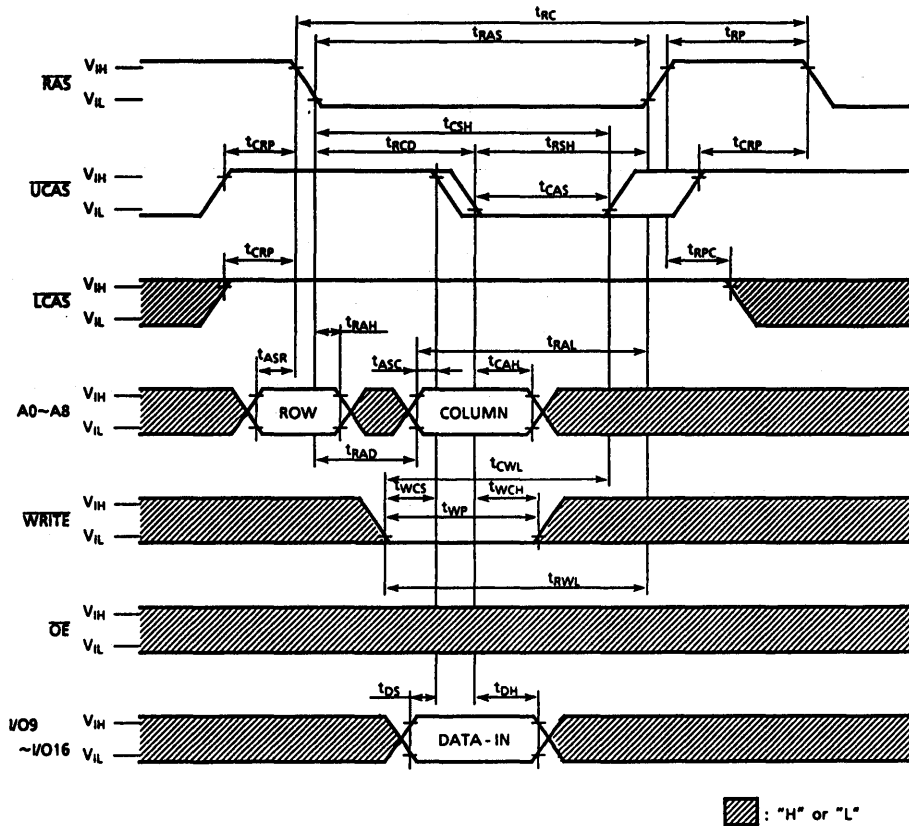 tRC
tRAS
tRP
RAS
VIH
VIL
tCSH
tCRP
tRCD
tRSH
tCRP
UCAS
VIH
VIL
tCAS
tCRP
tRPC
LCAS
VIH
VIL
tRAH
tRAL
tASR
tASC
tCAH
A0~A8
VIH
VIL
ROW
COLUMN
tRAD
tCWL
tWCS
tWCH
WRITE
VIH
VIL
tWP
tRWL
OE
VIH
VIL
tDS
tDH
I/O9
~I/O16
VIH
VIL
DATA - IN
: "H" or "L"